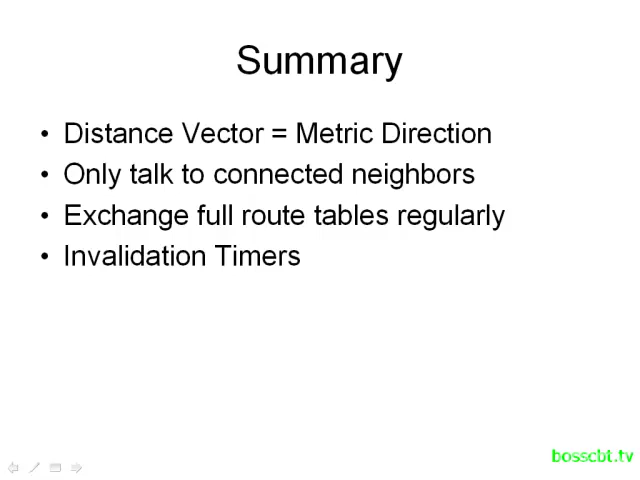 Summary
• Distance Vector = Metric Direction
• Only talk to connected neighbors
• Exchange full route tables regularly
• Invalidation Timers
bosscbt.tv